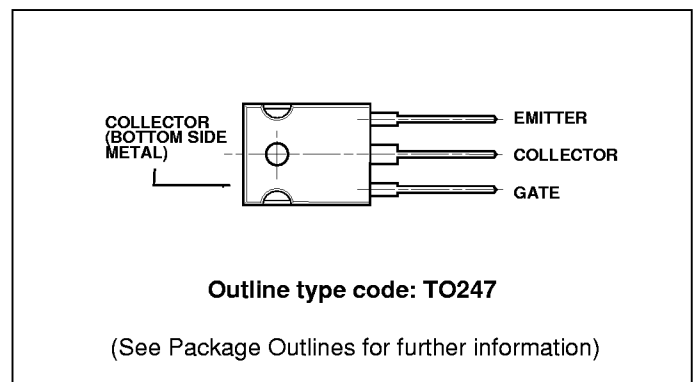 COLLECTOR
(BOTTOM SIDE
METAL)
EMITTER
COLLECTOR
GATE
Outline type code: TO247
(See Package Outlines for further information)